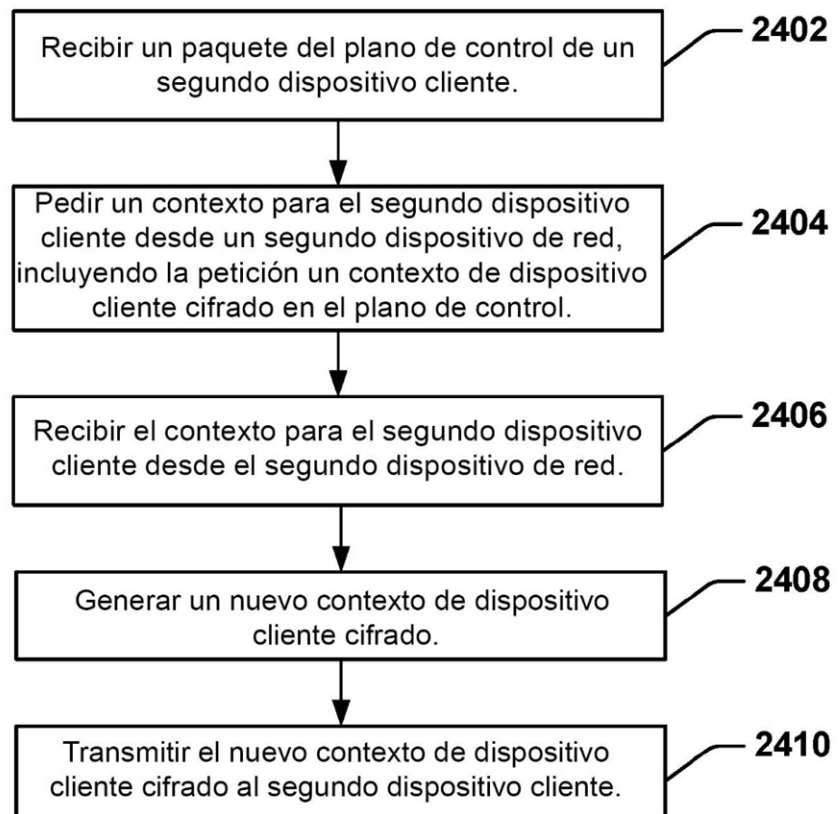 Recibir un paquete del plano de control de un
segundo dispositivo cliente.
2402
Pedir un contexto para el segundo dispositivo
cliente desde un segundo dispositivo de red,
incluyendo la petición un contexto de dispositivo
cliente cifrado en el plano de control.
2404
Recibir el contexto para el segundo dispositivo
cliente desde el segundo dispositivo de red.
2406
Generar un nuevo contexto de dispositivo
cliente cifrado.
2408
Transmitir el nuevo contexto de dispositivo
cliente cifrado al segundo dispositivo cliente.
2410